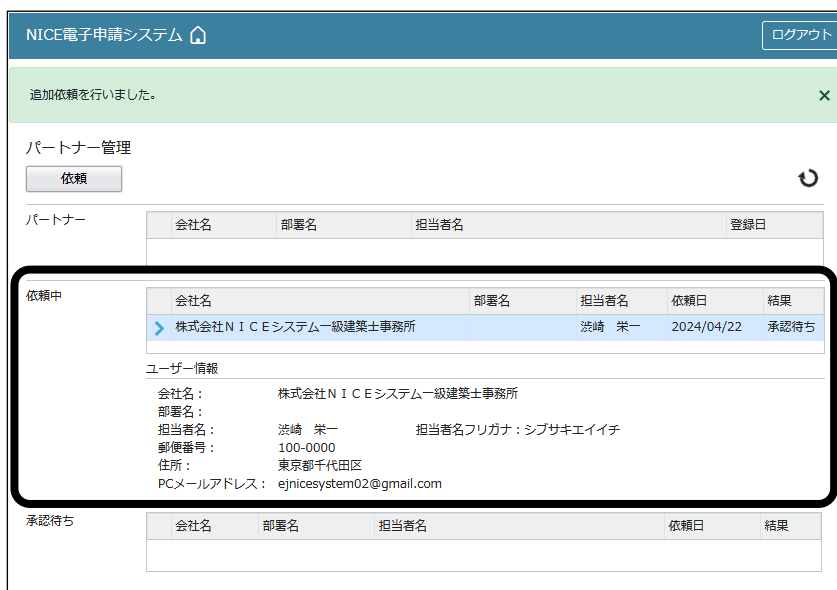 NICE電子申請システム ログアウト
追加依頼を行いました。 ×
パートナー管理
依頼
パートナー 会社名 部署名 担当者名 登録日
依頼中 会社名 部署名 担当者名 依頼日 結果
株式会社ＮＩＣＥシステム一級建築士事務所 渋崎　栄一 2024/04/22 承認待ち
ユーザー情報
会社名： 株式会社ＮＩＣＥシステム一級建築士事務所
部署名：
担当者名： 渋崎　栄一 担当者名フリガナ：シブサキエイイチ
郵便番号： 100-0000
住所： 東京都千代田区
PCメールアドレス： ejnicesystem02@gmail.com
承認待ち 会社名 部署名 担当者名 依頼日 結果